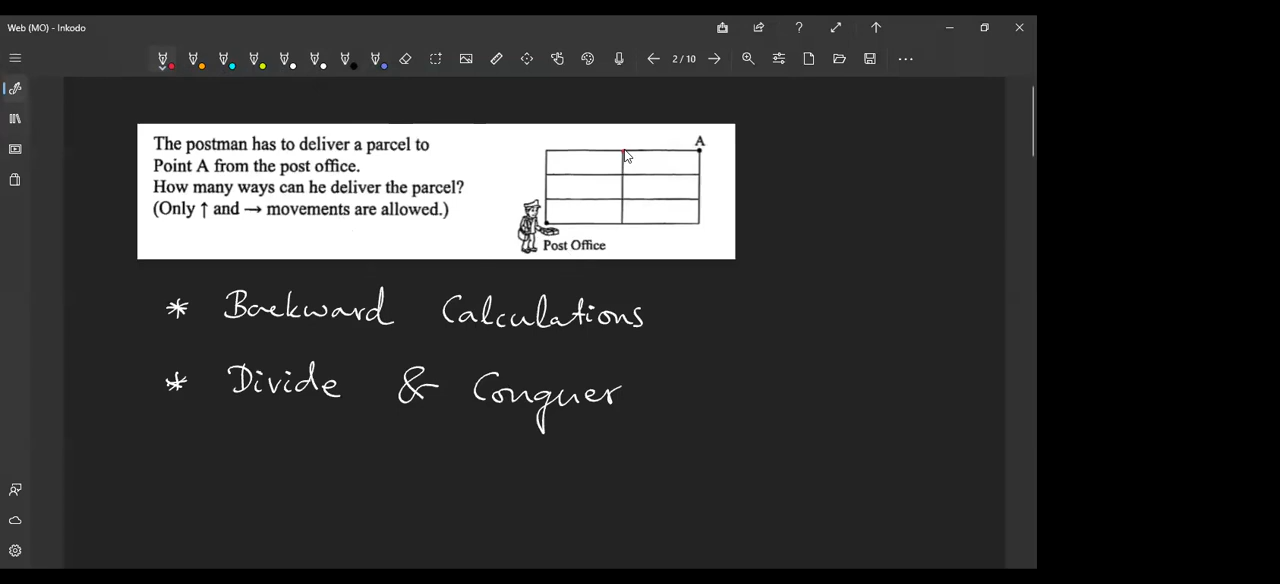 Web (MO) - Inkodo
2 / 10
The postman has to deliver a parcel to
Point A from the post office.
How many ways can he deliver the parcel?
(Only ↑ and → movements are allowed.)
A
Post Office
* Backward Calculations
* Divide & Conquer